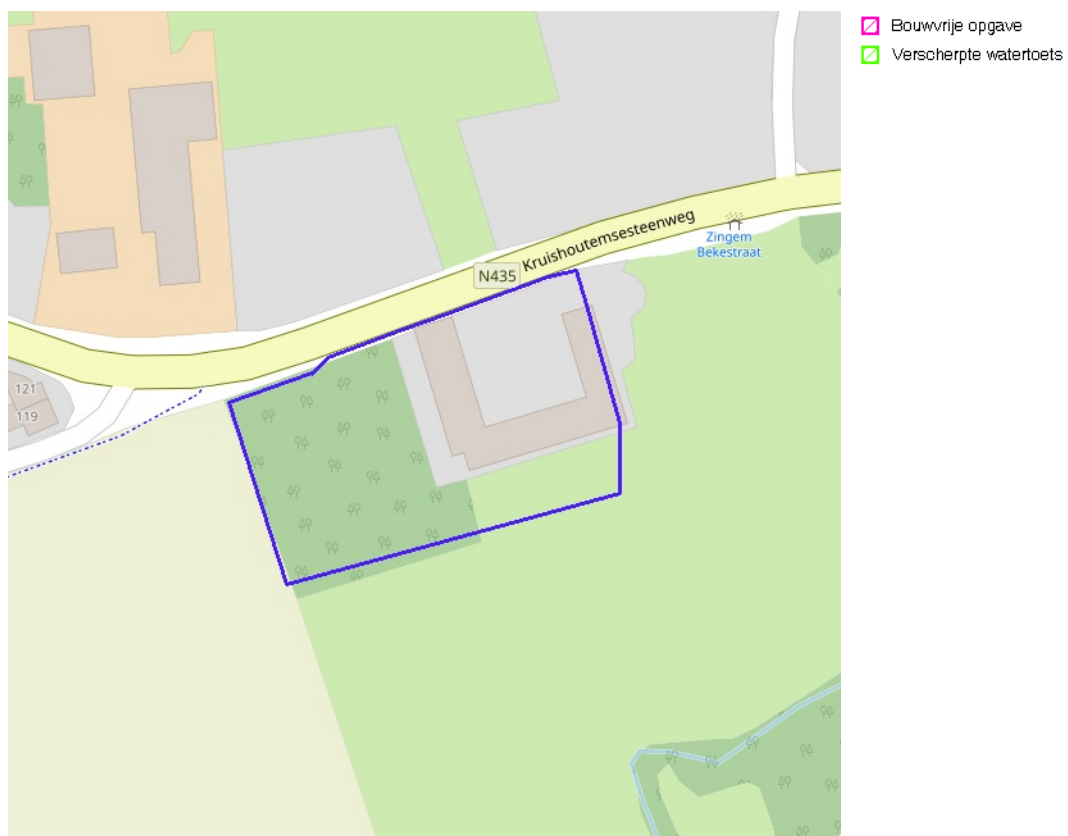 Bouwvrije opgave
Verscherpte watertoets
Kruishoutemsesteenweg
Zingem
Bekestraat
N435
121
119